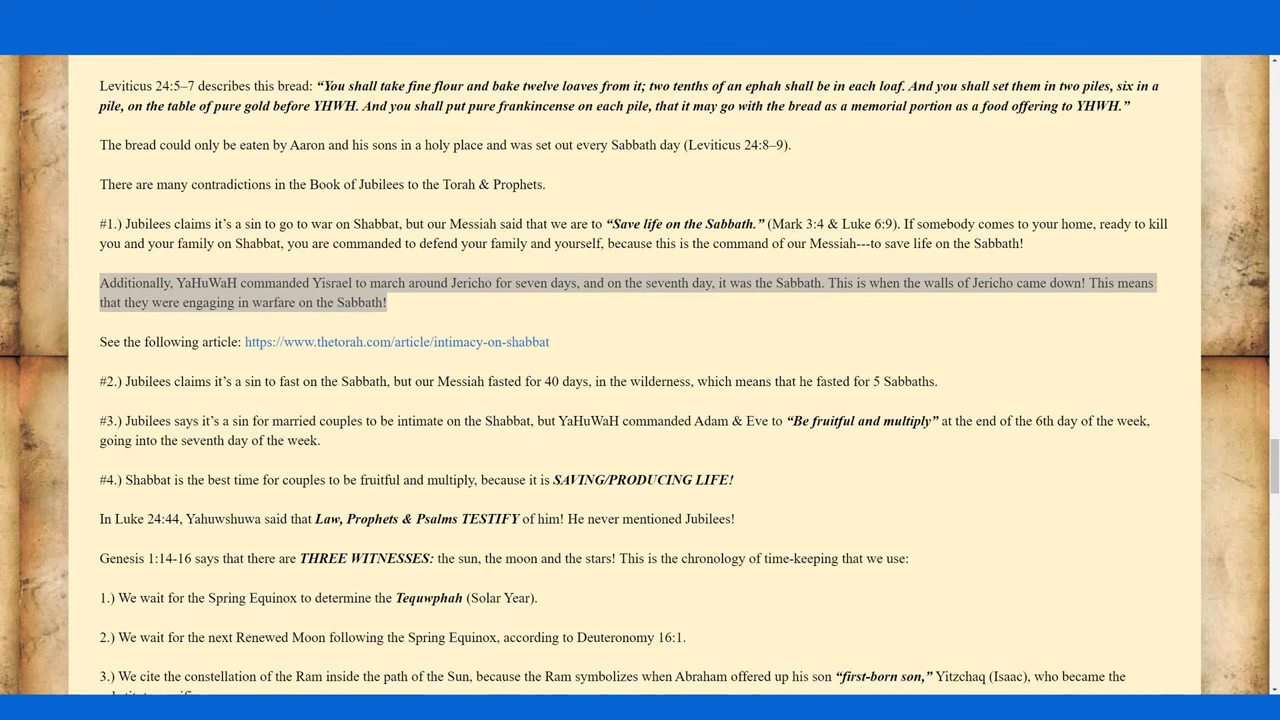 Leviticus 24:5–7 describes this bread: “You shall take fine flour and bake twelve loaves from it; two tenths of an ephah shall be in each loaf. And you shall set them in two piles, six in a
pile, on the table of pure gold before YHWH. And you shall put pure frankincense on each pile, that it may go with the bread as a memorial portion as a food offering to YHWH.”
The bread could only be eaten by Aaron and his sons in a holy place and was set out every Sabbath day (Leviticus 24:8–9).
There are many contradictions in the Book of Jubilees to the Torah & Prophets.
#1.) Jubilees claims it’s a sin to go to war on Shabbat, but our Messiah said that we are to “Save life on the Sabbath.” (Mark 3:4 & Luke 6:9). If somebody comes to your home, ready to kill
you and your family on Shabbat, you are commanded to defend your family and yourself, because this is the command of our Messiah---to save life on the Sabbath!
Additionally, YaHuWaH commanded Yisrael to march around Jericho for seven days, and on the seventh day, it was the Sabbath. This is when the walls of Jericho came down! This means
that they were engaging in warfare on the Sabbath!
See the following article: https://www.thetorah.com/article/intimacy-on-shabbat
#2.) Jubilees claims it’s a sin to fast on the Sabbath, but our Messiah fasted for 40 days, in the wilderness, which means that he fasted for 5 Sabbaths.
#3.) Jubilees says it’s a sin for married couples to be intimate on the Shabbat, but YaHuWaH commanded Adam & Eve to “Be fruitful and multiply” at the end of the 6th day of the week,
going into the seventh day of the week.
#4.) Shabbat is the best time for couples to be fruitful and multiply, because it is SAVING/PRODUCING LIFE!
In Luke 24:44, Yahuwshuwa said that Law, Prophets & Psalms TESTIFY of him! He never mentioned Jubilees!
Genesis 1:14-16 says that there are THREE WITNESSES: the sun, the moon and the stars! This is the chronology of time-keeping that we use:
1.) We wait for the Spring Equinox to determine the Tequwphah (Solar Year).
2.) We wait for the next Renewed Moon following the Spring Equinox, according to Deuteronomy 16:1.
3.) We cite the constellation of the Ram inside the path of the Sun, because the Ram symbolizes when Abraham offered up his son “first-born son,” Yitzchaq (Isaac), who became the